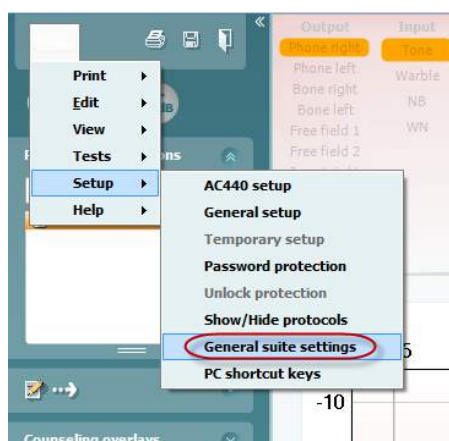 Output Input
Phone right Tone
Phone left Warble
Bone right NB
Bone left WN
Free field 1
Free field 2
Print
Edit
View
Tests
Setup
Help
ns
AC440 setup
General setup
Temporary setup
Password protection
Unlock protection
Show/Hide protocols
General suite settings
PC shortcut keys
5
-10
Counseling overlays